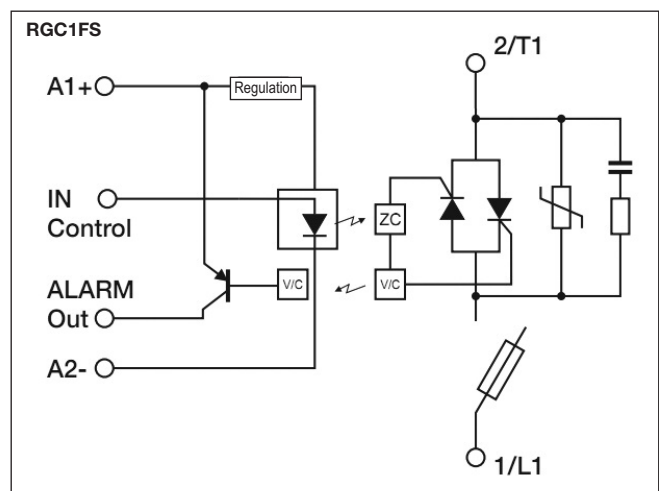 RGC1FS
2/T1
A1+
Regulation
IN
Control
ZC
ALARM
Out
V/C
V/C
A2-
1/L1